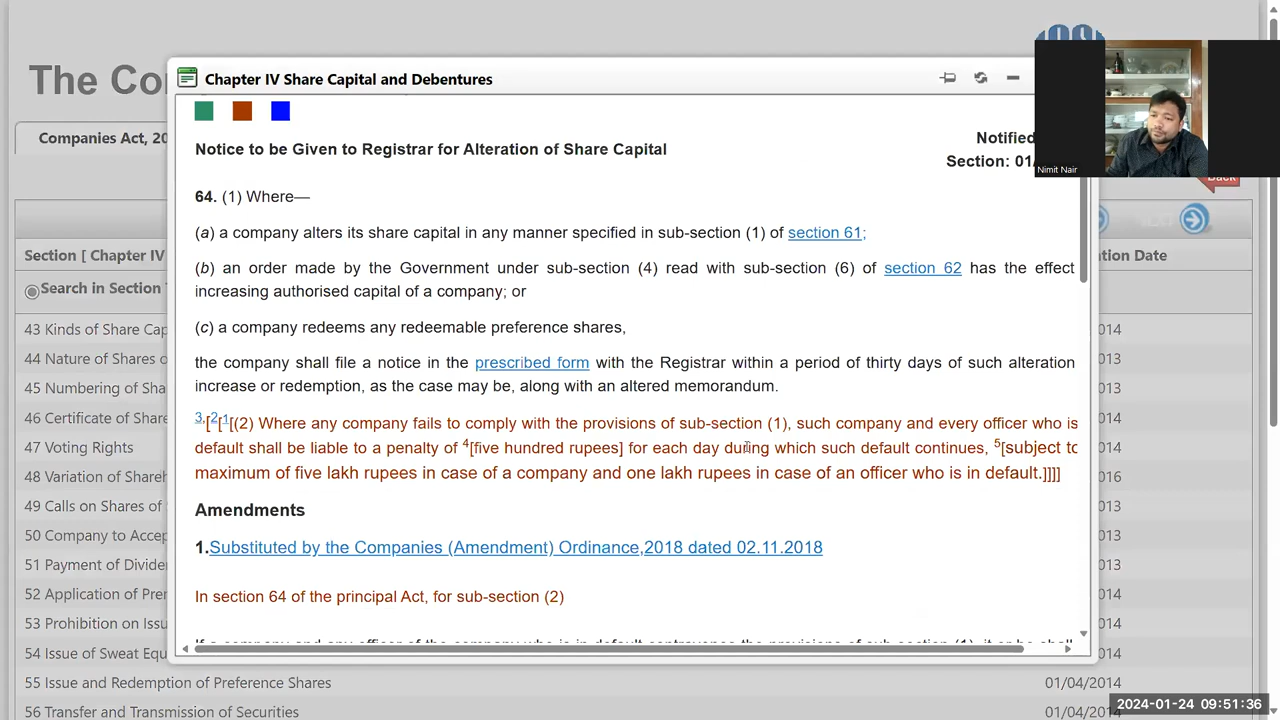 The Co
Chapter IV Share Capital and Debentures
Companies Act, 20
Nimit Nair
Back
Notice to be Given to Registrar for Alteration of Share Capital
Notified
Section: 01/
64. (1) Where—
(a) a company alters its share capital in any manner specified in sub-section (1) of section 61;
(b) an order made by the Government under sub-section (4) read with sub-section (6) of section 62 has the effect
increasing authorised capital of a company; or
(c) a company redeems any redeemable preference shares,
the company shall file a notice in the prescribed form with the Registrar within a period of thirty days of such alteration
increase or redemption, as the case may be, along with an altered memorandum.
3,[2[1[(2) Where any company fails to comply with the provisions of sub-section (1), such company and every officer who is
default shall be liable to a penalty of 4[five hundred rupees] for each day during which such default continues, 5[subject to
maximum of five lakh rupees in case of a company and one lakh rupees in case of an officer who is in default.]]]]
Amendments
1.Substituted by the Companies (Amendment) Ordinance,2018 dated 02.11.2018
In section 64 of the principal Act, for sub-section (2)
Section [ Chapter IV
tion Date
Search in Section
43 Kinds of Share Cap
014
44 Nature of Shares o
013
45 Numbering of Sha
013
46 Certificate of Share
014
47 Voting Rights
014
48 Variation of Shareh
016
49 Calls on Shares of
013
50 Company to Accep
013
51 Payment of Divide
013
52 Application of Prem
014
53 Prohibition on Issu
014
54 Issue of Sweat Equ
014
55 Issue and Redemption of Preference Shares
01/04/2014
56 Transfer and Transmission of Securities
2024-01-24 09:51:36